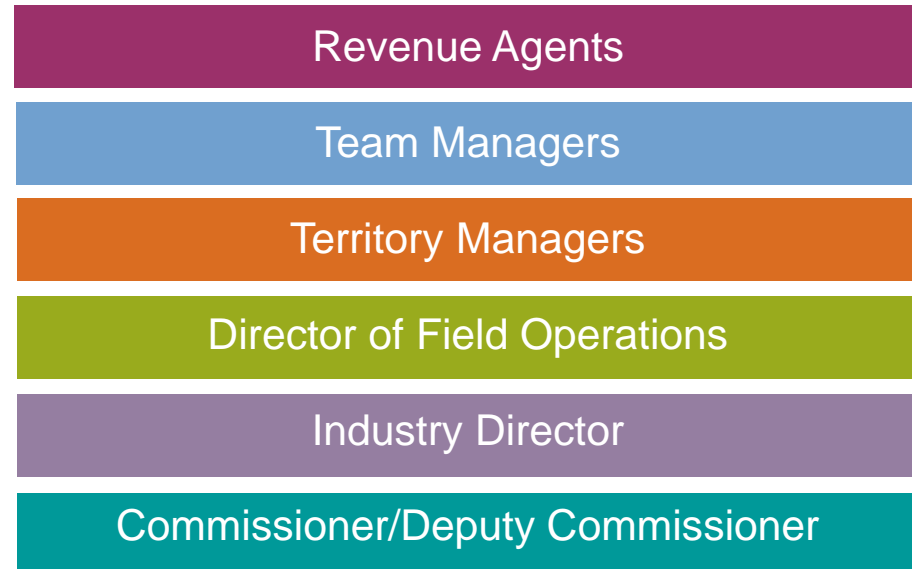 Revenue Agents
Team Managers
Territory Managers
Director of Field Operations
Industry Director
Commissioner/Deputy Commissioner